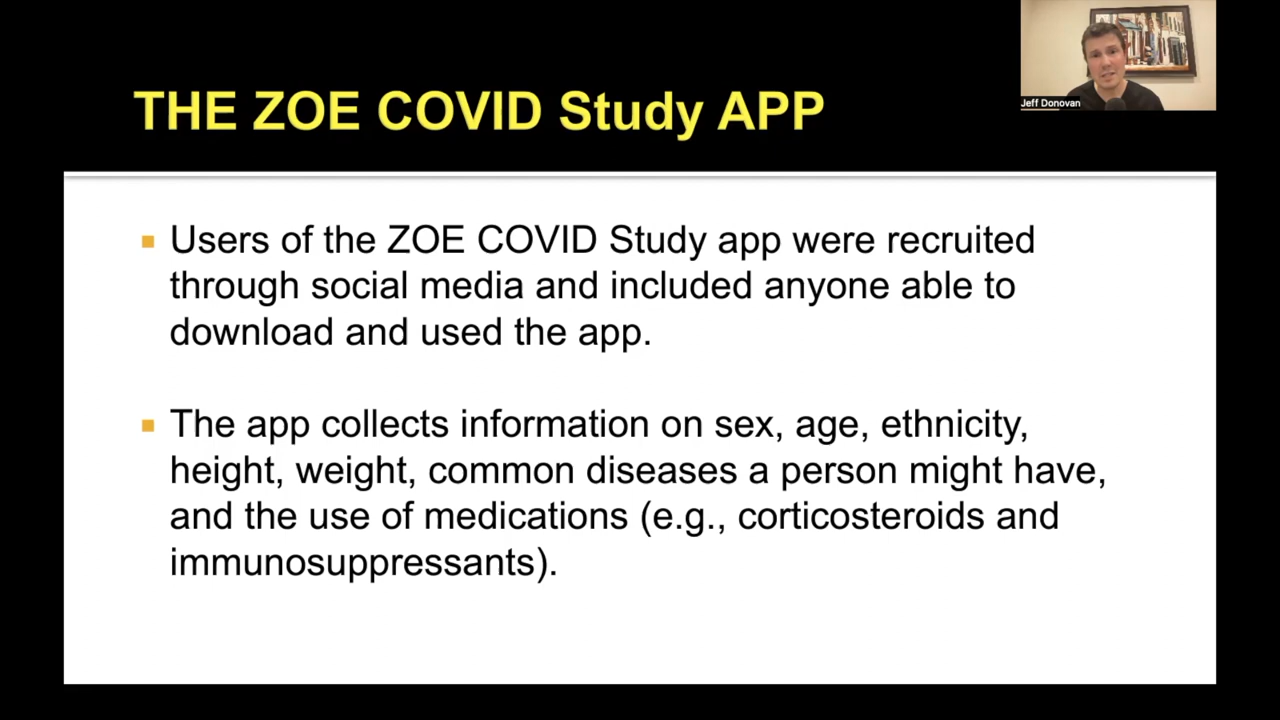 Jeff Donovan
THE ZOE COVID Study APP
Users of the ZOE COVID Study app were recruited
through social media and included anyone able to
download and used the app.
The app collects information on sex, age, ethnicity,
height, weight, common diseases a person might have,
and the use of medications (e.g., corticosteroids and
immunosuppressants).